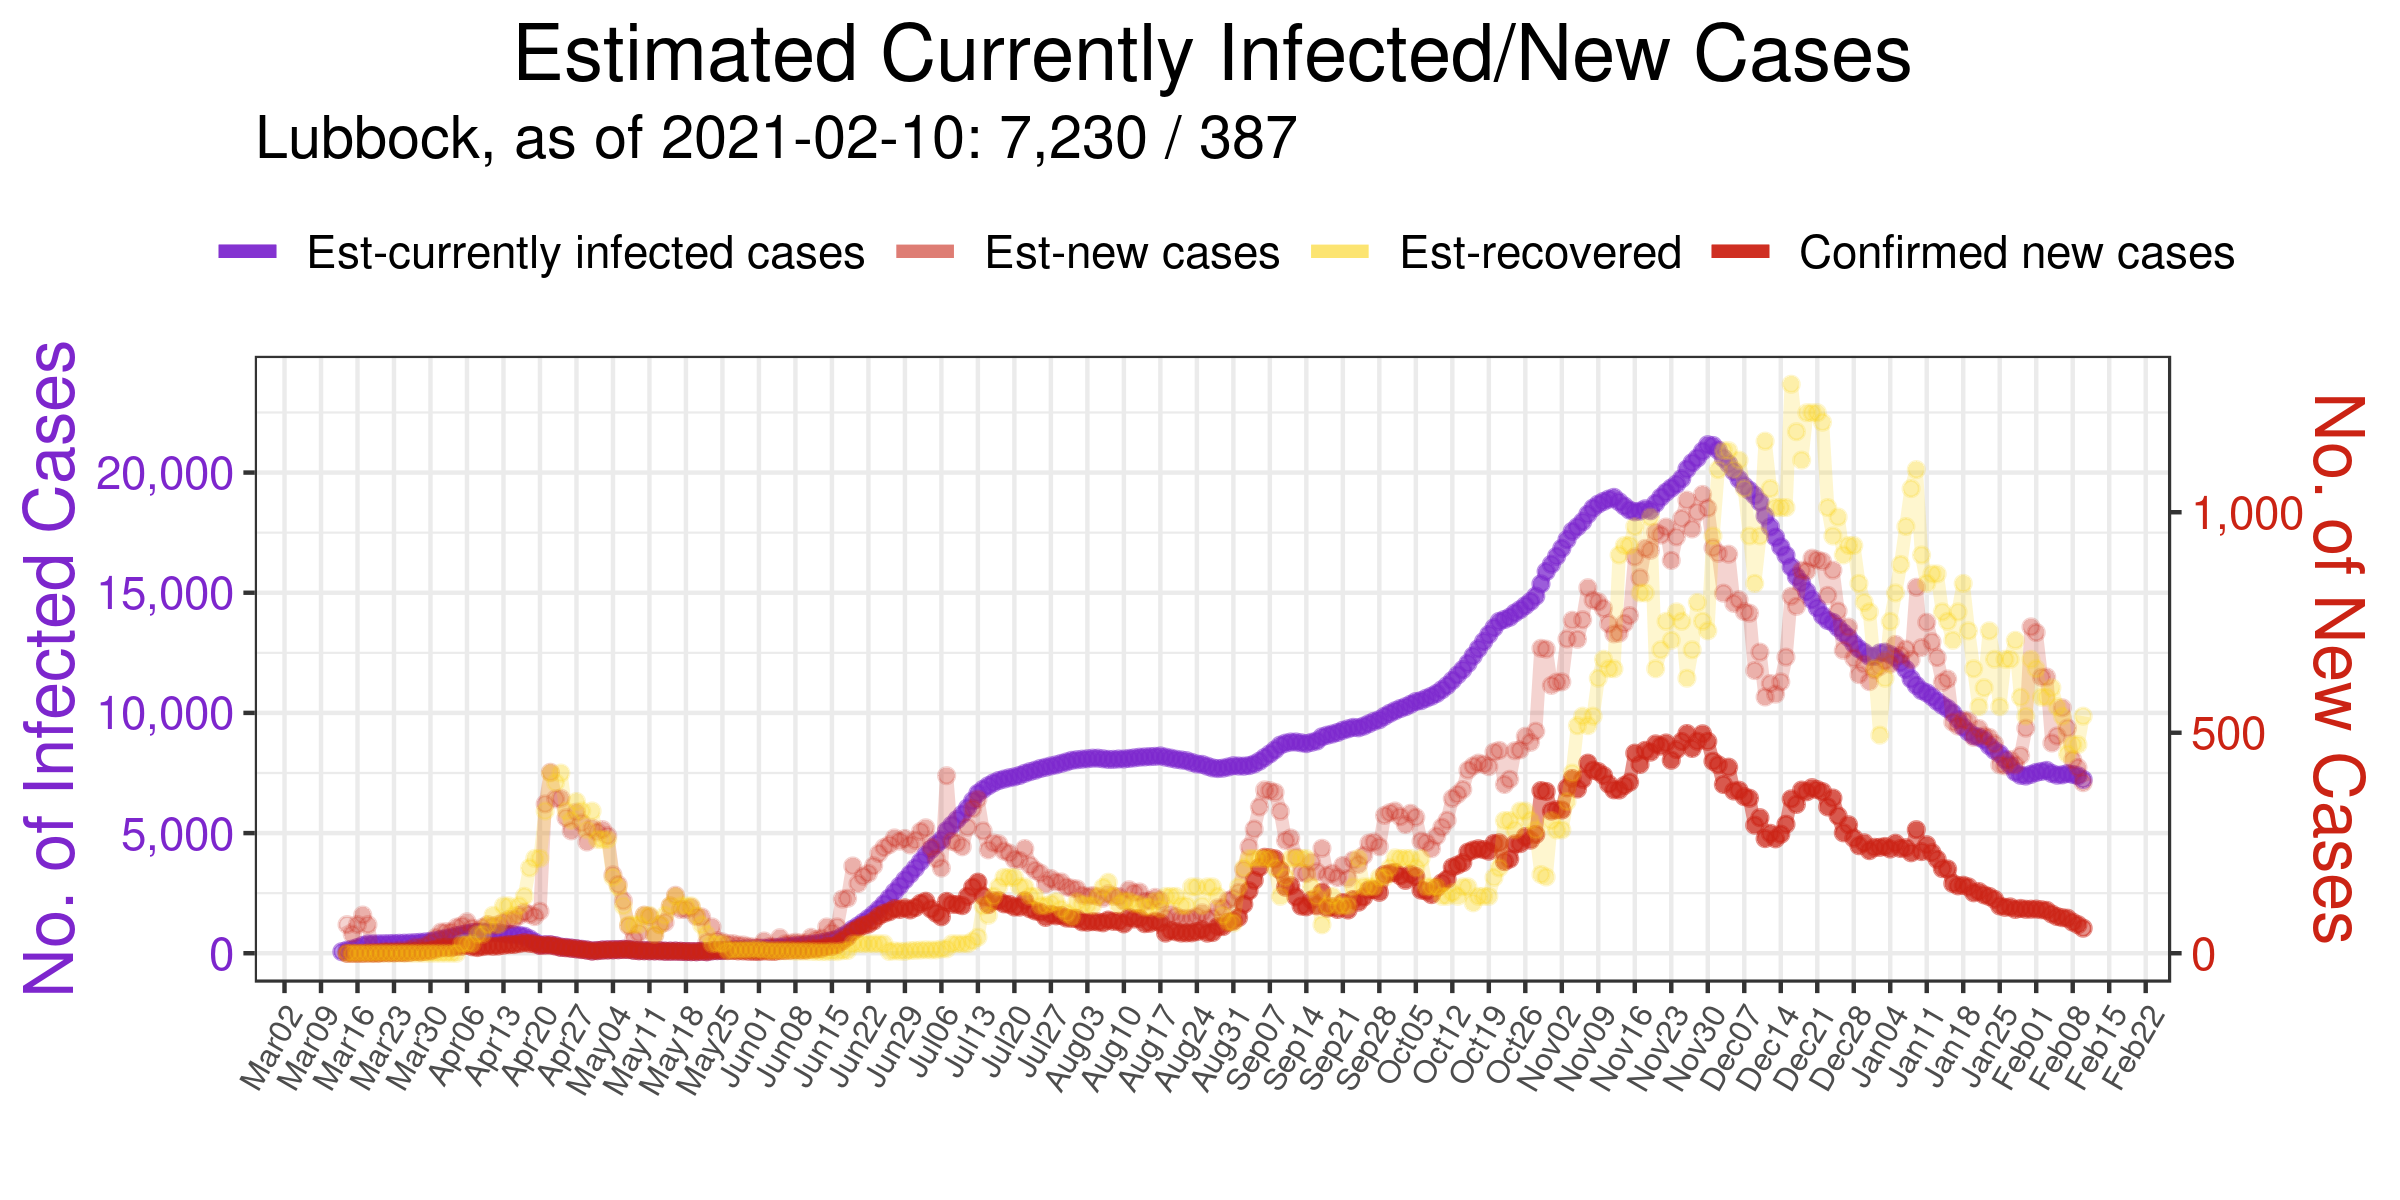 Estimated Currently Infected/New Cases
Lubbock, as of 2021-02-10: 7,230 / 387
Est-currently infected cases Est-new cases Est-recovered Confirmed new cases
No. of Infected Cases
20,000
15,000
10,000
5,000
0
1,000
500
0
No. of New Cases
Mar02 Mar09 Mar16 Mar23 Mar30 Apr06 Apr13 Apr20 Apr27 May04 May11 May18 May25 Jun01 Jun08 Jun15 Jun22 Jun29 Jul06 Jul13 Jul20 Jul27 Aug03 Aug10 Aug17 Aug24 Aug31 Sep07 Sep14 Sep21 Sep28 Oct05 Oct12 Oct19 Oct26 Nov02 Nov09 Nov16 Nov23 Nov30 Dec07 Dec14 Dec21 Dec28 Dec04 Jan11 Jan11 Jan18 Jan25 Feb01 Feb08 Feb15 Feb22